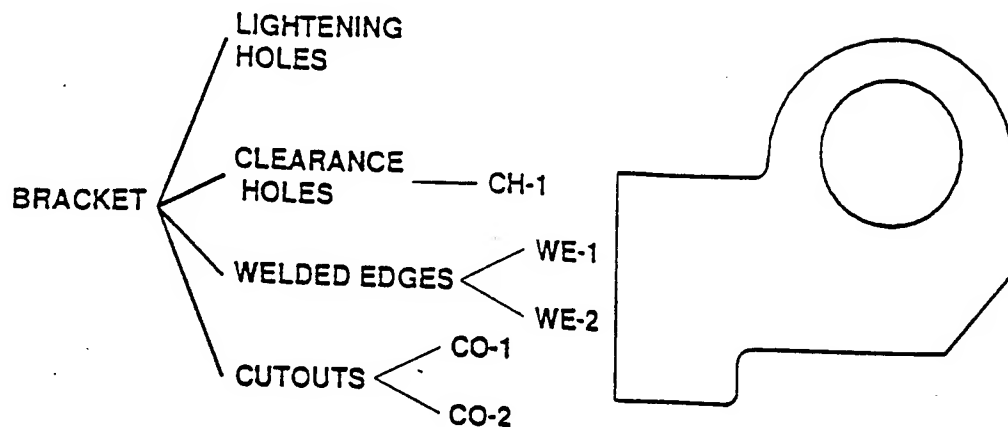 LIGHTENING
HOLES
CLEARANCE
HOLES
CH-1
BRACKET
WE-1
WELDED EDGES
WE-2
CO-1
CUTOUTS
CO-2